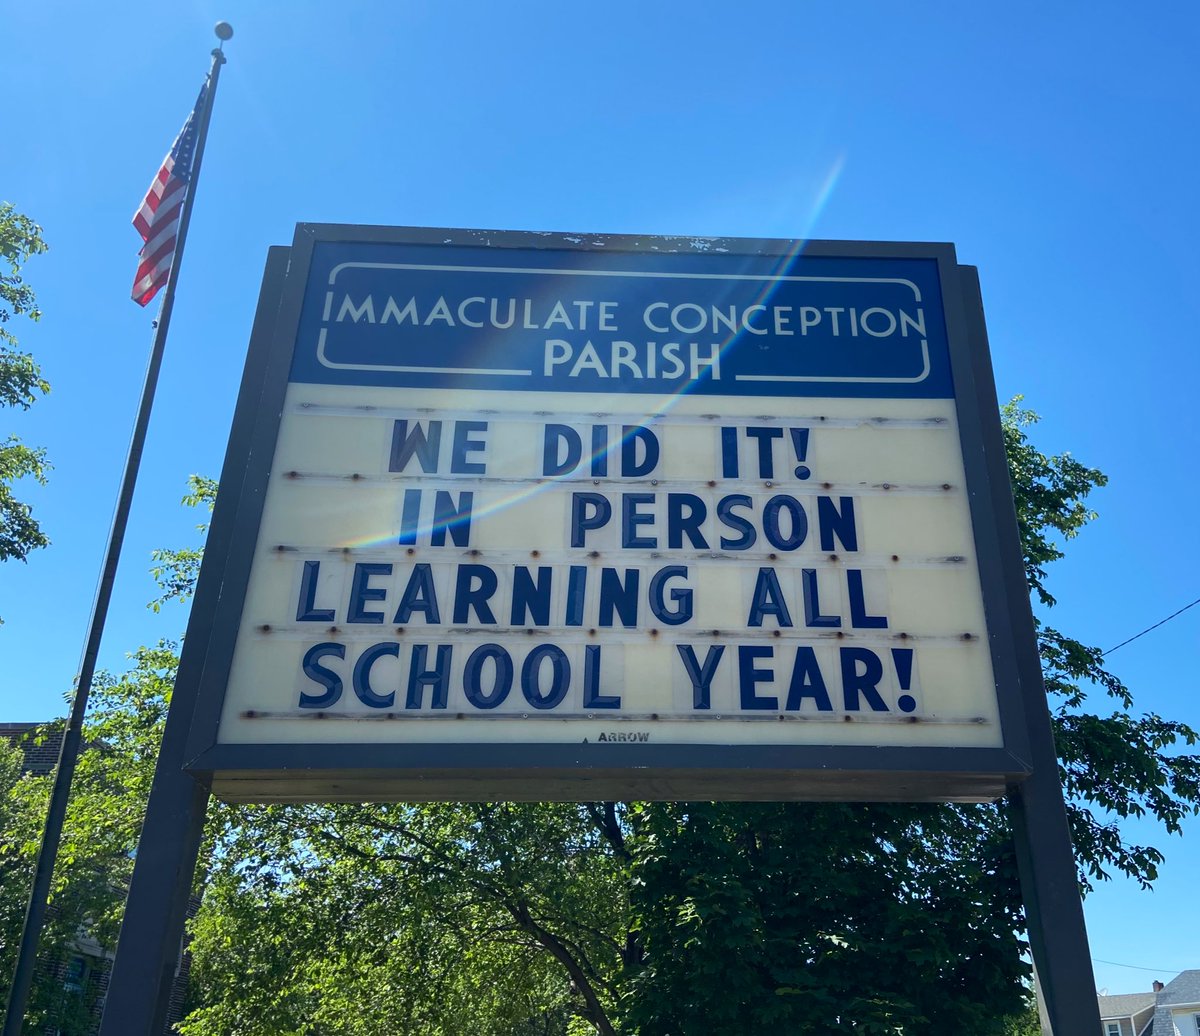 IMMACULATE CONCEPTION
PARISH
WE DID IT!
IN PERSON
LEARNING ALL
SCHOOL YEAR!
ARROW